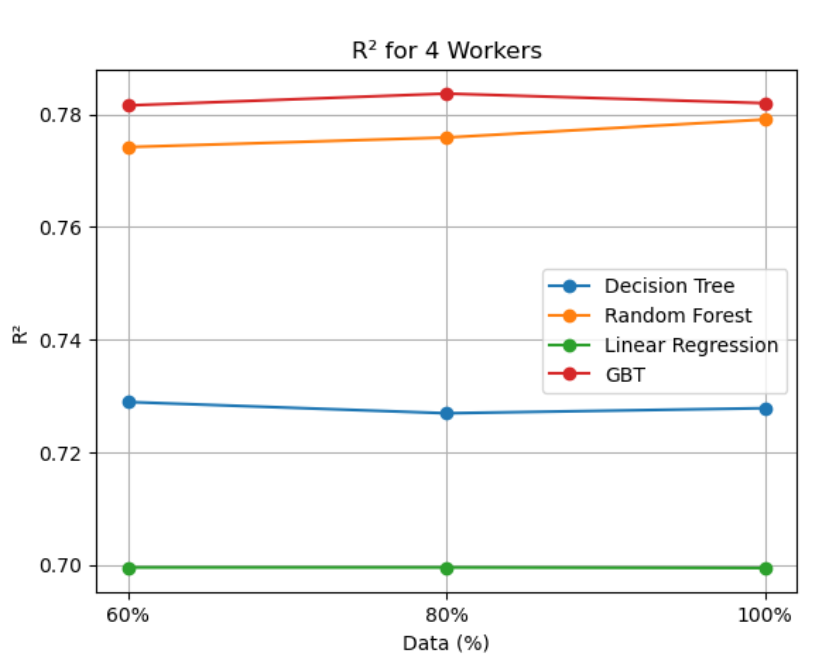 R² for 4 Workers
0.78
0.76
0.74
0.72
0.70
R²
Decision Tree
Random Forest
Linear Regression
GBT
60%
80%
100%
Data (%)